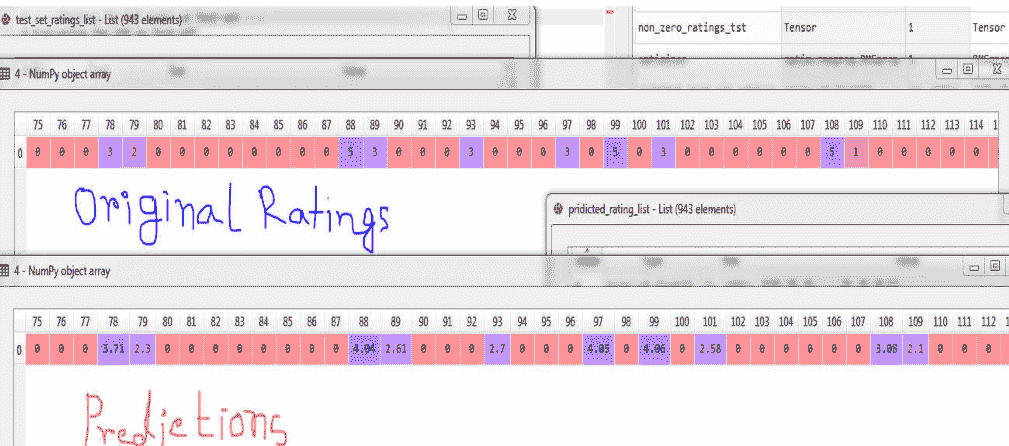 test_set_ratings_list - List (943 elements)
non_zero_ratings_tst Tensor 1 Tensor
4 - NumPy object array
75 76 77 78 79 80 81 82 83 84 85 86 87 88 89 90 91 92 93 94 95 96 97 98 99 100 101 102 103 104 105 106 107 108 109 110 111 112 113 114 1
0 0 0 0 3 2 0 0 0 0 0 0 0 0 5 3 0 0 0 3 0 0 0 3 0 5 0 3 0 0 0 0 0 0 5 1 0 0 0 0 0
Original Ratings
pridicted_rating_list - List (943 elements)
4 - NumPy object array
75 76 77 78 79 80 81 82 83 84 85 86 87 88 89 90 91 92 93 94 95 96 97 98 99 100 101 102 103 104 105 106 107 108 109 110 111 112 1
0 0 0 0 3.71 2.3 0 0 0 0 0 0 0 0 4.04 2.61 0 0 0 2.7 0 0 0 4.05 0 4.06 0 2.58 0 0 0 0 0 0 3.08 2.1 0 0 0
Predictions